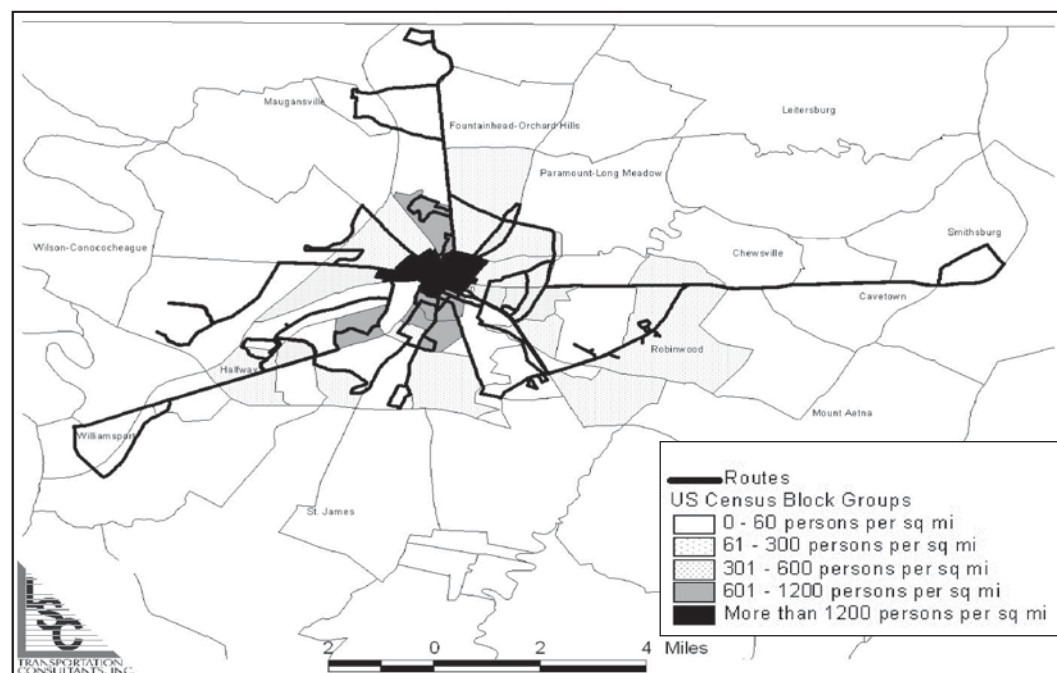 Maugansville
Leitersburg
Fountainhead-Orchard Hills
Paramount-Long Meadow
Smithsburg
Wilson-Conococheague
Chewsville
Cavetown
Robinwood
Halfway
Mount Aetna
Williamsport
St. James
Routes
US Census Block Groups
0 - 60 persons per sq mi
61 - 300 persons per sq mi
301 - 600 persons per sq mi
601 - 1200 persons per sq mi
More than 1200 persons per sq mi
LSC
TRANSPORTATION
CONSULTANTS, INC.
2 0 2 4 Miles